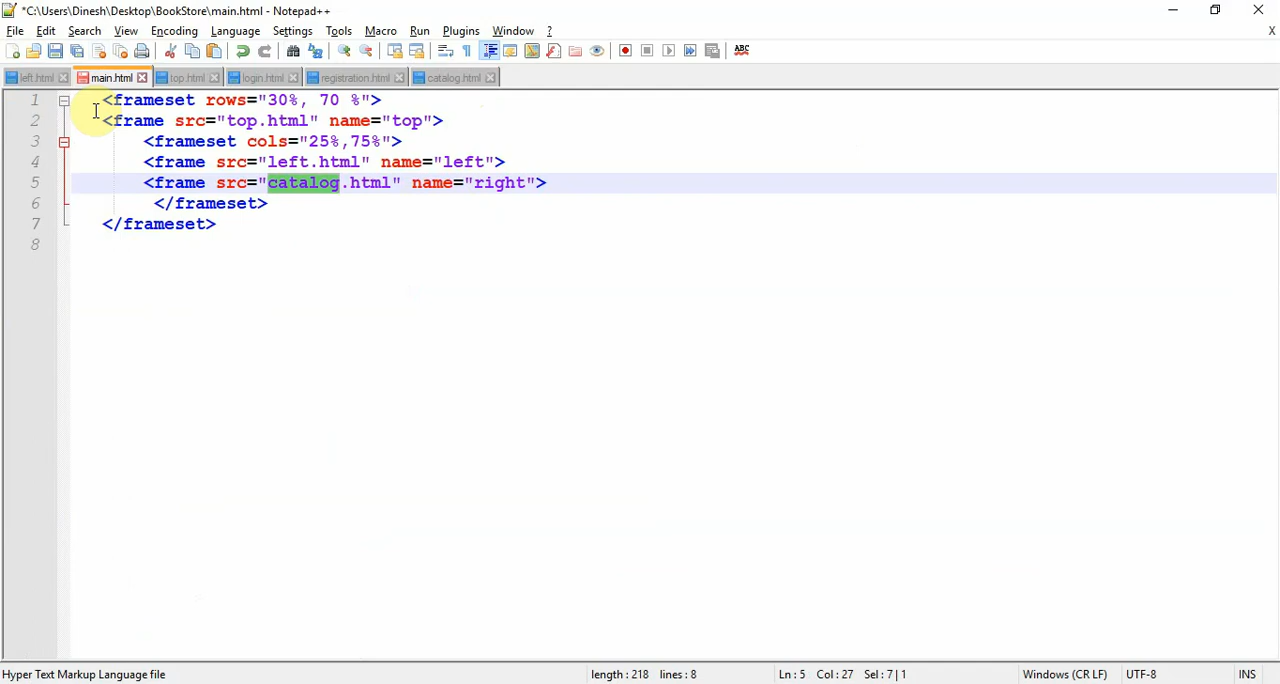 *C:\Users\Dinesh\Desktop\BookStore\main.html - Notepad++
File Edit Search View Encoding Language Settings Tools Macro Run Plugins Window ? X
ABC
left.html main.html top.html login.html registration.html catalog.html
1 <frameset rows="30%, 70 %">
2 <frame src="top.html" name="top">
3 <frameset cols="25%,75%">
4 <frame src="left.html" name="left">
5 <frame src="catalog.html" name="right">
6 </frameset>
7 </frameset>
8
Hyper Text Markup Language file length : 218 lines : 8 Ln : 5 Col : 27 Sel : 7 | 1 Windows (CR LF) UTF-8 INS